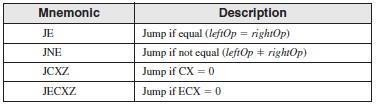 Mnemonic Description
JE Jump if equal (leftOp = rightOp)
JNE Jump if not equal (leftOp ≠ rightOp)
JCXZ Jump if CX = 0
JECXZ Jump if ECX = 0